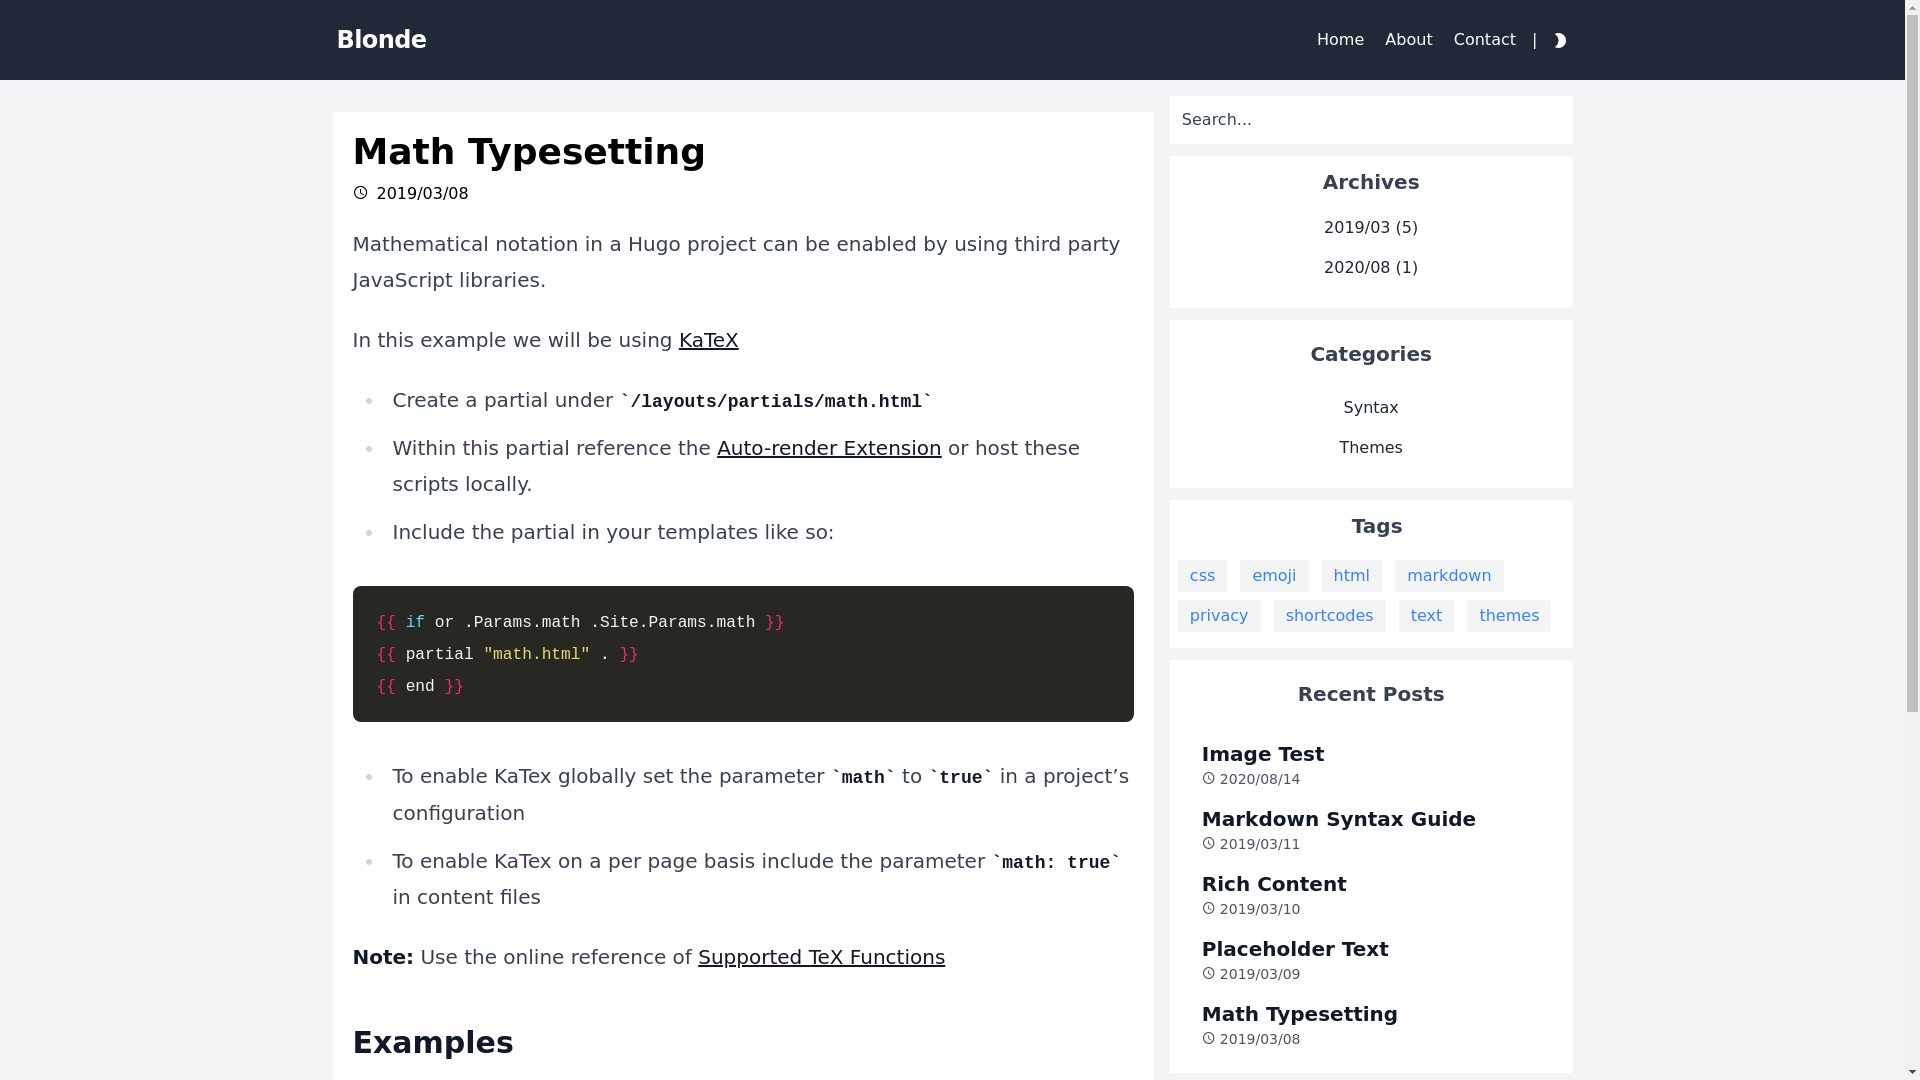 Blonde
Home About Contact |
Math Typesetting
2019/03/08
Mathematical notation in a Hugo project can be enabled by using third party
JavaScript libraries.
In this example we will be using KaTeX
Create a partial under `/layouts/partials/math.html`
Within this partial reference the Auto-render Extension or host these
scripts locally.
Include the partial in your templates like so:
{{ if or .Params.math .Site.Params.math }}
{{ partial "math.html" . }}
{{ end }}
To enable KaTex globally set the parameter `math` to `true` in a project’s
configuration
To enable KaTex on a per page basis include the parameter `math: true`
in content files
Note: Use the online reference of Supported TeX Functions
Examples
Search...
Archives
2019/03 (5)
2020/08 (1)
Categories
Syntax
Themes
Tags
css emoji html markdown
privacy shortcodes text themes
Recent Posts
Image Test
2020/08/14
Markdown Syntax Guide
2019/03/11
Rich Content
2019/03/10
Placeholder Text
2019/03/09
Math Typesetting
2019/03/08